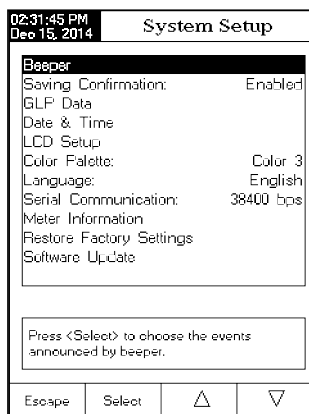 02:31:45 PM
Dec 15, 2014
System Setup
Beeper
Saving Confirmation: Enabled
GLP Data
Date & Time
LCD Setup
Color Palette: Color 3
Language: English
Serial Communication: 38400 bps
Meter Information
Restore Factory Settings
Software Update
Press <Select> to choose the events
announced by beeper.
Escape Select △ ▽